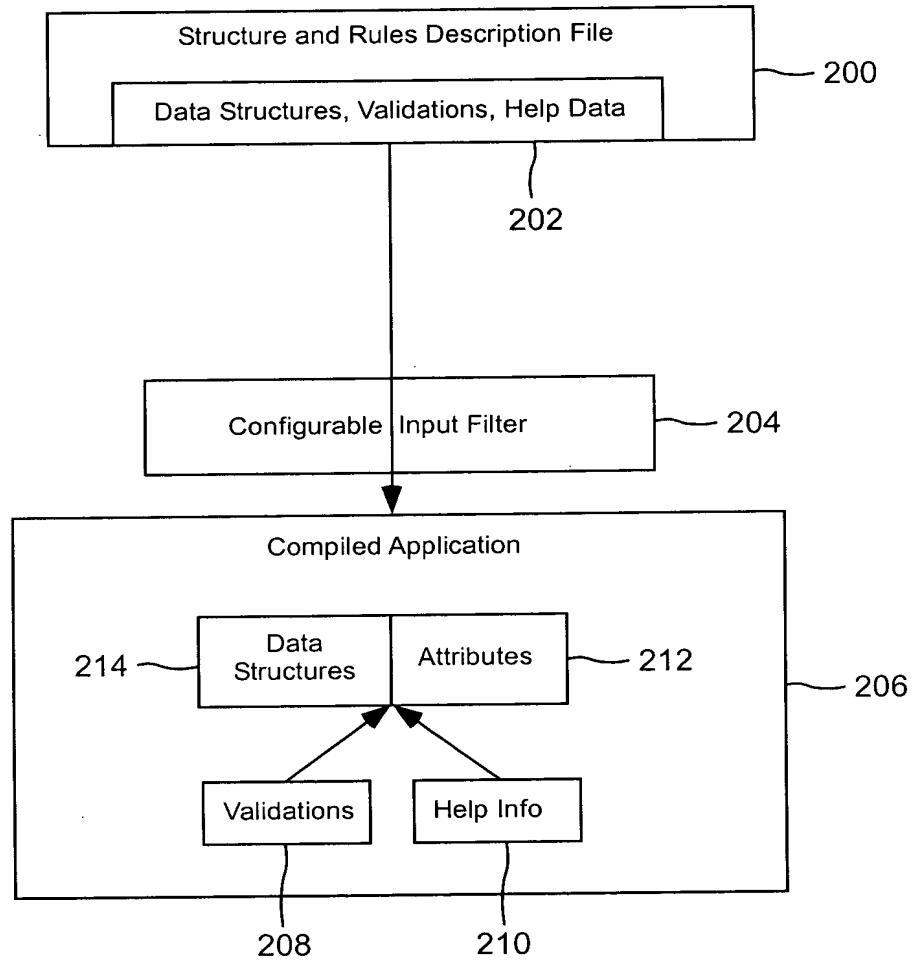 Structure and Rules Description File
200
Data Structures, Validations, Help Data
202
Configurable Input Filter
204
Compiled Application
214
Data
Structures
Attributes
212
206
Validations
Help Info
208
210